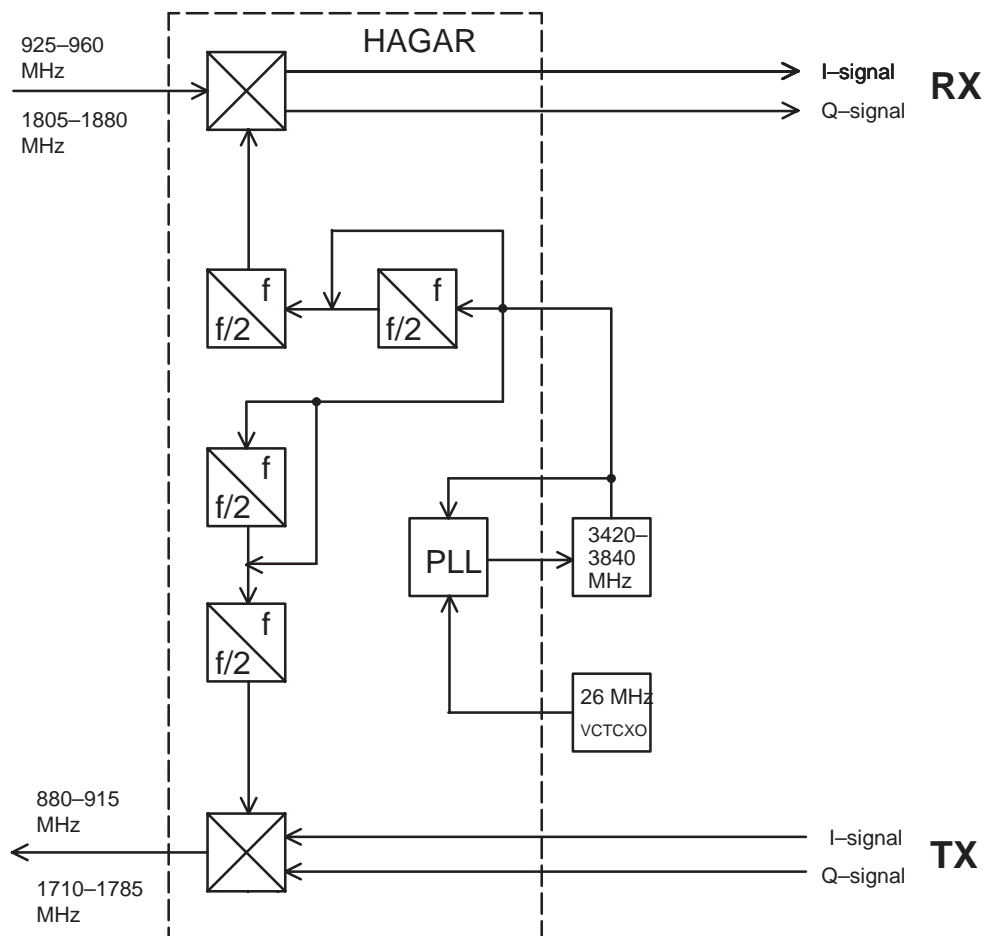 925–960
MHz
HAGAR
I–signal
RX
1805–1880
MHz
Q–signal
f
f/2
f
f/2
f
f/2
PLL
3420–
3840
MHz
f
f/2
26 MHz
VCTCXO
880–915
MHz
I–signal
TX
1710–1785
MHz
Q–signal